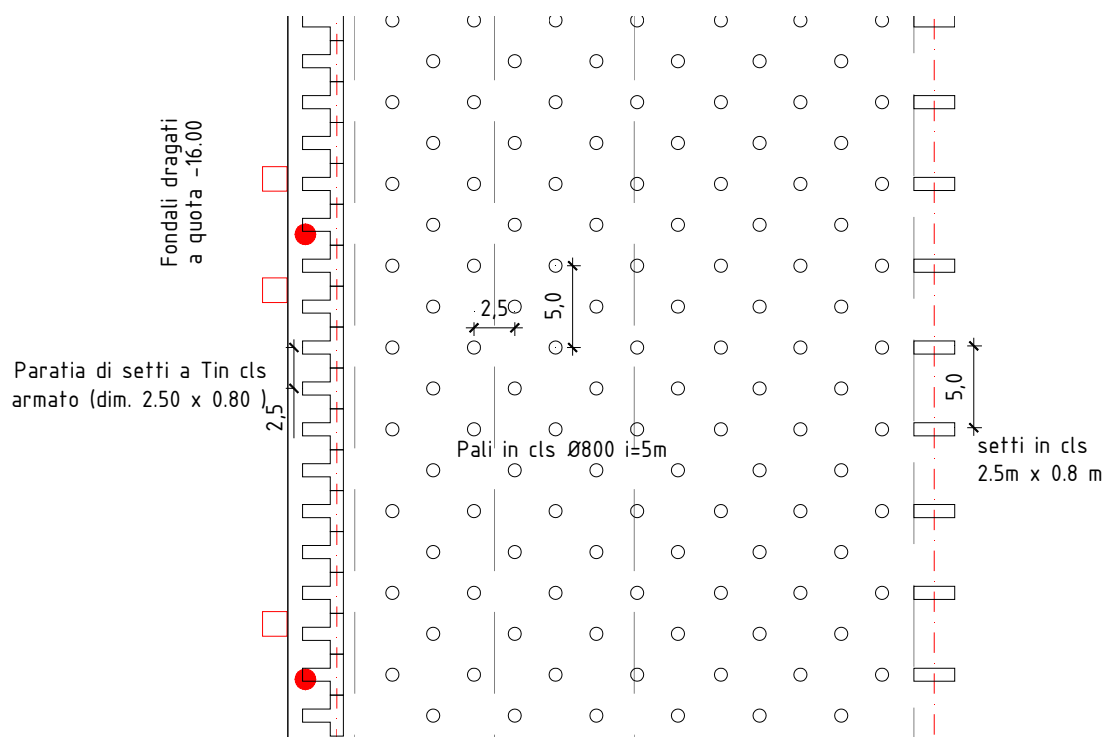 Fondali dragati
a quota -16.00
2,5
5,0
Paratia di setti a Tin cls
armato (dim. 2.50 x 0.80 )
2,5
5,0
Pali in cls Ø800 i=5m
setti in cls
2.5m x 0.8 m